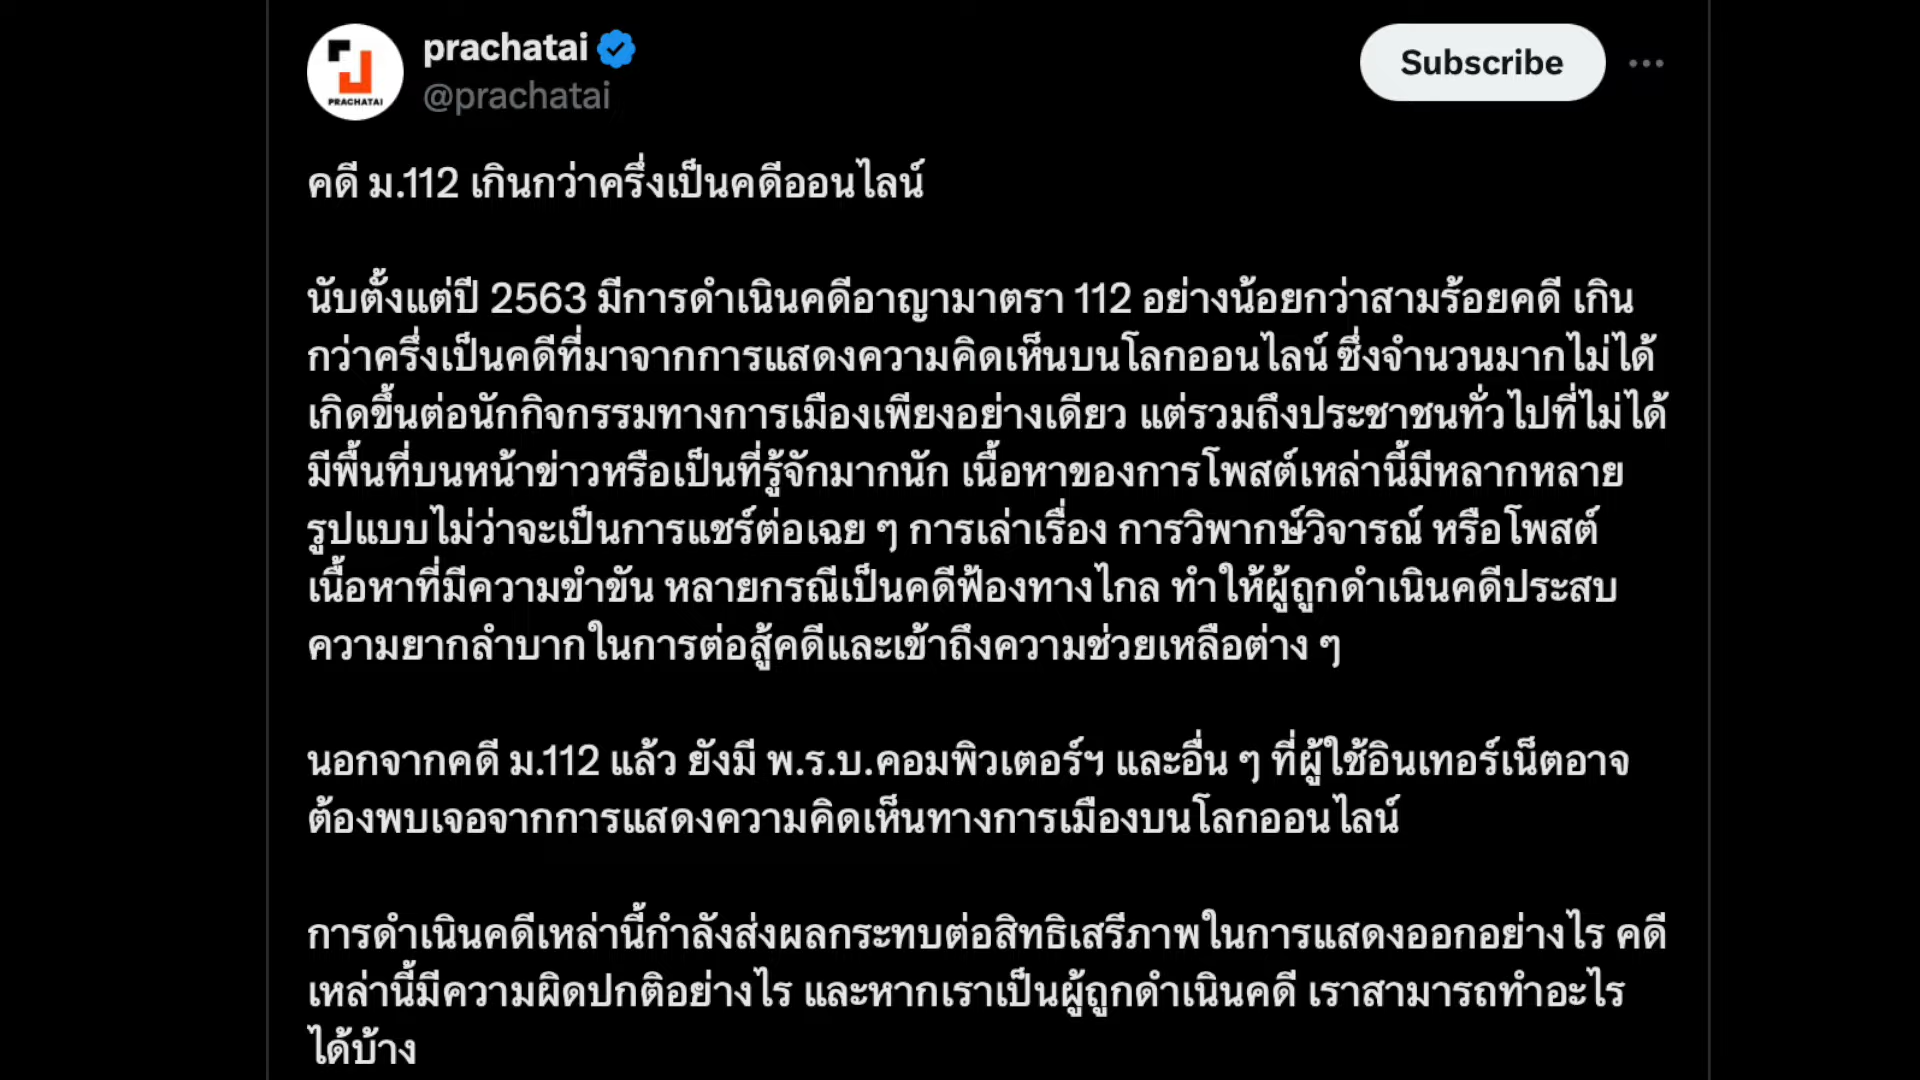 prachatai
@prachatai
Subscribe
PRACHATAI
คดี ม.112 เกินกว่าครึ่งเป็นคดีออนไลน์
นับตั้งแต่ปี 2563 มีการดำเนินคดีอาญามาตรา 112 อย่างน้อยกว่าสามร้อยคดี เกิน
กว่าครึ่งเป็นคดีที่มาจากการแสดงความคิดเห็นบนโลกออนไลน์ ซึ่งจำนวนมากไม่ได้
เกิดขึ้นต่อนักกิจกรรมทางการเมืองเพียงอย่างเดียว แต่รวมถึงประชาชนทั่วไปที่ไม่ได้
มีพื้นที่บนหน้าข่าวหรือเป็นที่รู้จักมากนัก เนื้อหาของการโพสต์เหล่านี้มีหลากหลาย
รูปแบบไม่ว่าจะเป็นการแชร์ต่อเฉย ๆ การเล่าเรื่อง การวิพากษ์วิจารณ์ หรือโพสต์
เนื้อหาที่มีความขำขัน หลายกรณีเป็นคดีฟ้องทางไกล ทำให้ผู้ถูกดำเนินคดีประสบ
ความยากลำบากในการต่อสู้คดีและเข้าถึงความช่วยเหลือต่าง ๆ
นอกจากคดี ม.112 แล้ว ยังมี พ.ร.บ.คอมพิวเตอร์ฯ และอื่น ๆ ที่ผู้ใช้อินเทอร์เน็ตอาจ
ต้องพบเจอจากการแสดงความคิดเห็นทางการเมืองบนโลกออนไลน์
การดำเนินคดีเหล่านี้กำลังส่งผลกระทบต่อสิทธิเสรีภาพในการแสดงออกอย่างไร คดี
เหล่านี้มีความผิดปกติอย่างไร และหากเราเป็นผู้ถูกดำเนินคดี เราสามารถทำอะไร
ได้บ้าง